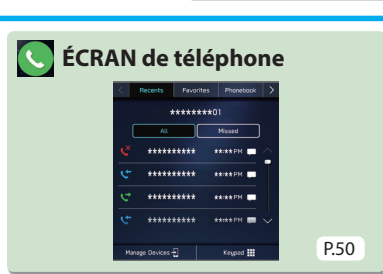 ÉCRAN de téléphone
Recents Favorites Phonebook
********01
All Missed
********** **:**PM
********** **:**PM
********** **:**PM
********** **:**PM
Manage Devices Keypad
P.50